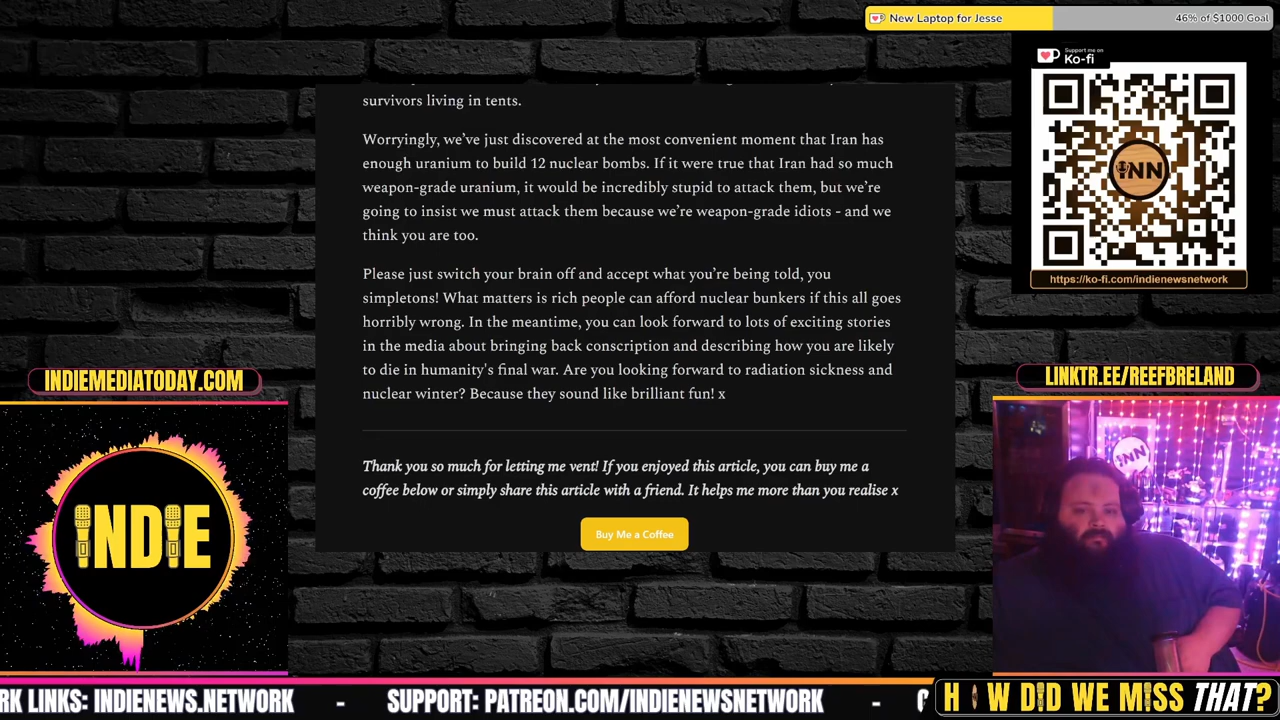 New Laptop for Jesse
46% of $1000 Goal
Support me on
Ko-fi
iNN
https://ko-fi.com/indienewsnetwork
survivors living in tents.
Worryingly, we've just discovered at the most convenient moment that Iran has
enough uranium to build 12 nuclear bombs. If it were true that Iran had so much
weapon-grade uranium, it would be incredibly stupid to attack them, but we're
going to insist we must attack them because we're weapon-grade idiots - and we
think you are too.
Please just switch your brain off and accept what you're being told, you
simpletons! What matters is rich people can afford nuclear bunkers if this all goes
horribly wrong. In the meantime, you can look forward to lots of exciting stories
in the media about bringing back conscription and describing how you are likely
to die in humanity's final war. Are you looking forward to radiation sickness and
nuclear winter? Because they sound like brilliant fun! x
Thank you so much for letting me vent! If you enjoyed this article, you can buy me a
coffee below or simply share this article with a friend. It helps me more than you realise x
Buy Me a Coffee
INDIEMEDIATODAY.COM
INDIE
LINKTR.EE/REEFBRELAND
iNN
RK LINKS: INDIENEWS.NETWORK - SUPPORT: PATREON.COM/INDIENEWSNETWORK -
HOW DID WE MISS THAT?